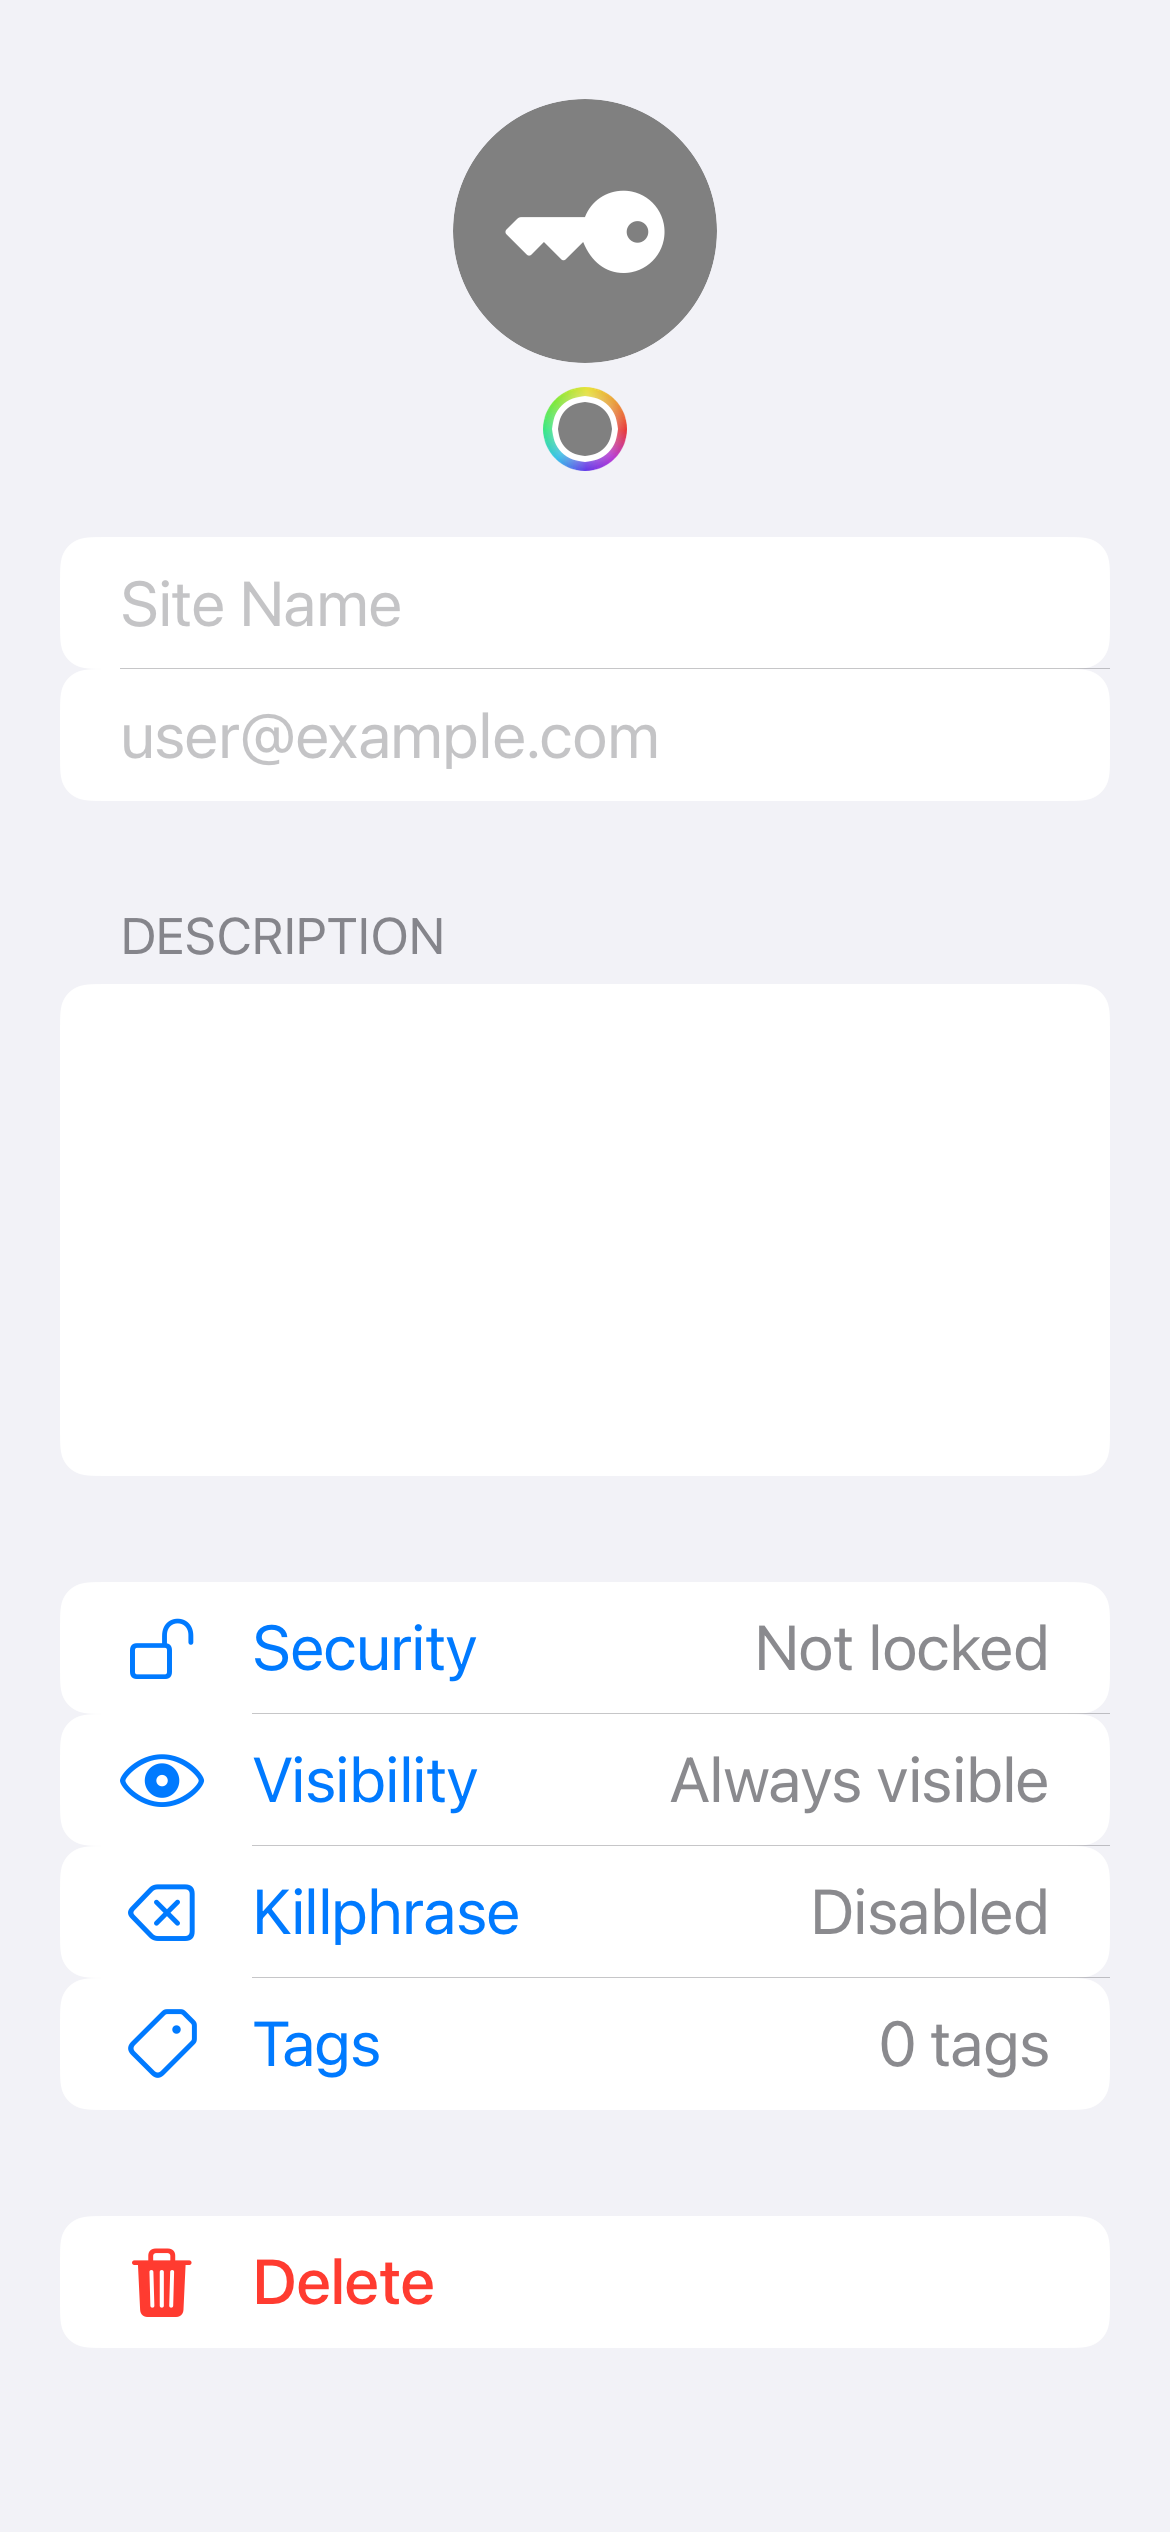 Site Name
user@example.com
DESCRIPTION
Security Not locked
Visibility Always visible
Killphrase Disabled
Tags 0 tags
Delete